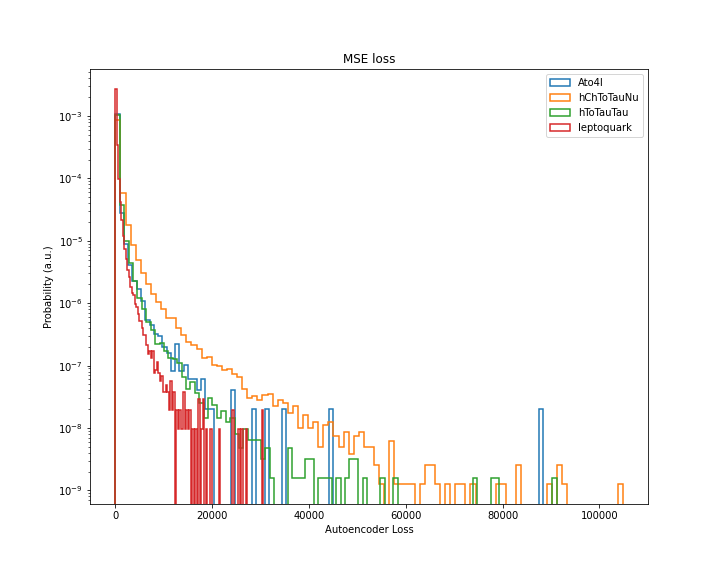 MSE loss
Ato4l
hChToTauNu
hToTauTau
leptoquark
Probability (a.u.)
10⁻³
10⁻⁴
10⁻⁵
10⁻⁶
10⁻⁷
10⁻⁸
10⁻⁹
0 20000 40000 60000 80000 100000
Autoencoder Loss